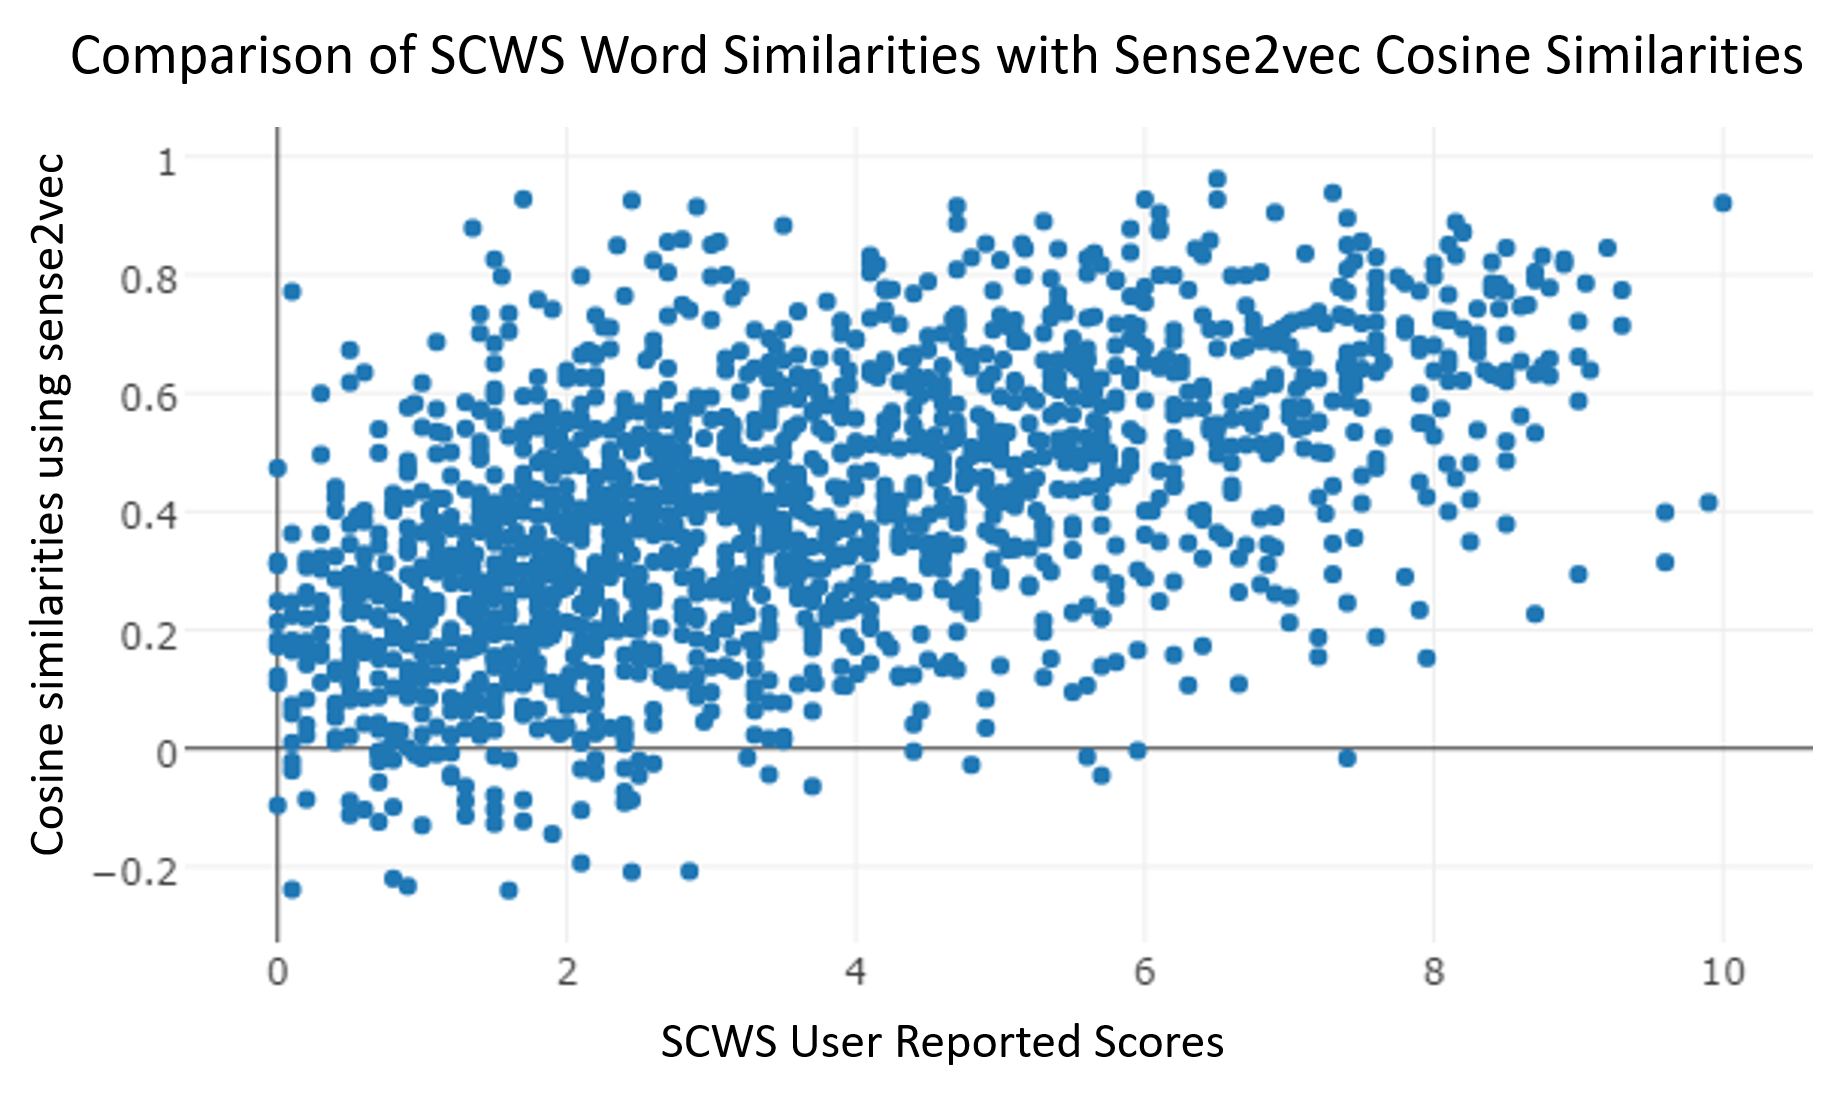 Comparison of SCWS Word Similarities with Sense2vec Cosine Similarities
Cosine similarities using sense2vec
1
0.8
0.6
0.4
0.2
0
−0.2
0 2 4 6 8 10
SCWS User Reported Scores